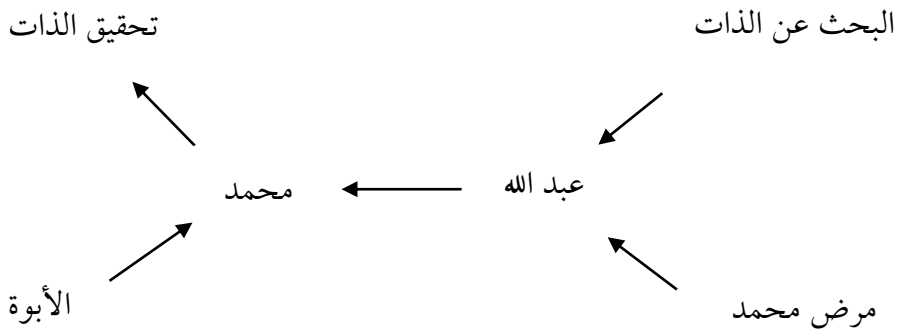 البحث عن الذات
تحقيق الذات
عبد الله
محمد
مرض محمد
الأبوة